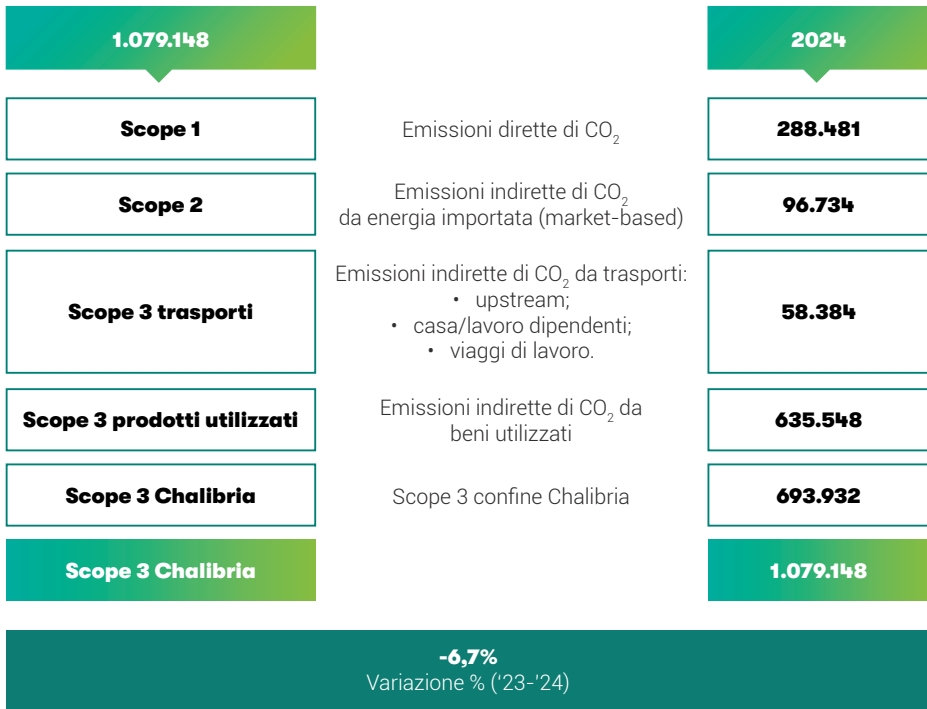 1.079.148
2024
Scope 1
Emissioni dirette di CO₂
288.481
Scope 2
Emissioni indirette di CO₂
da energia importata (market-based)
96.734
Scope 3 trasporti
Emissioni indirette di CO₂ da trasporti:
• upstream;
• casa/lavoro dipendenti;
• viaggi di lavoro.
58.384
Scope 3 prodotti utilizzati
Emissioni indirette di CO₂ da
beni utilizzati
635.548
Scope 3 Chalibria
Scope 3 confine Chalibria
693.932
Scope 3 Chalibria
1.079.148
-6,7%
Variazione % (‘23-’24)